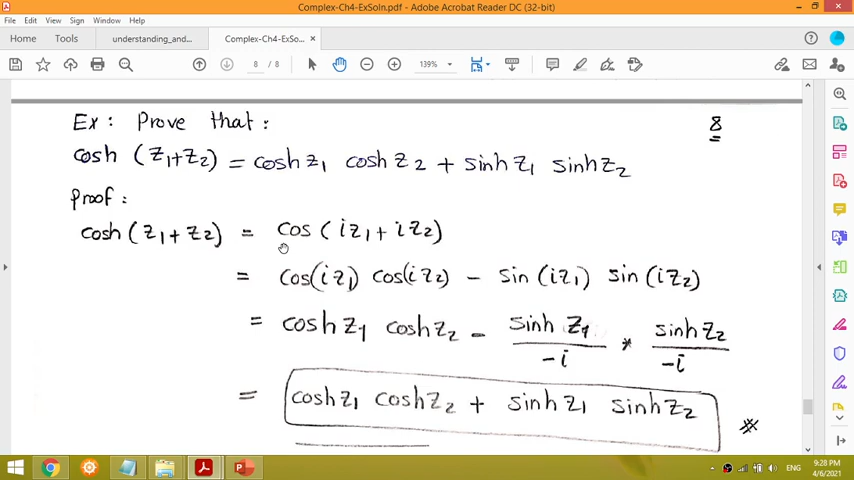 Complex-Ch4-ExSoln.pdf - Adobe Acrobat Reader DC (32-bit)
File Edit View Sign Window Help
Home Tools understanding_and... Complex-Ch4-ExSo... ×
8 / 8 139%
Ex: Prove that: 8
cosh (z₁+z₂) = cosh z₁ cosh z₂ + sinh z₁ sinh z₂
Proof:
cosh (z₁ + z₂) = cos (iz₁ + iz₂)
= cos(iz₁) cos(iz₂) - sin (iz₁) sin (iz₂)
= cosh z₁ cosh z₂ - sinh z₁ / -i * sinh z₂ / -i
= cosh z₁ cosh z₂ + sinh z₁ sinh z₂ *
ENG 9:28 PM
4/6/2021